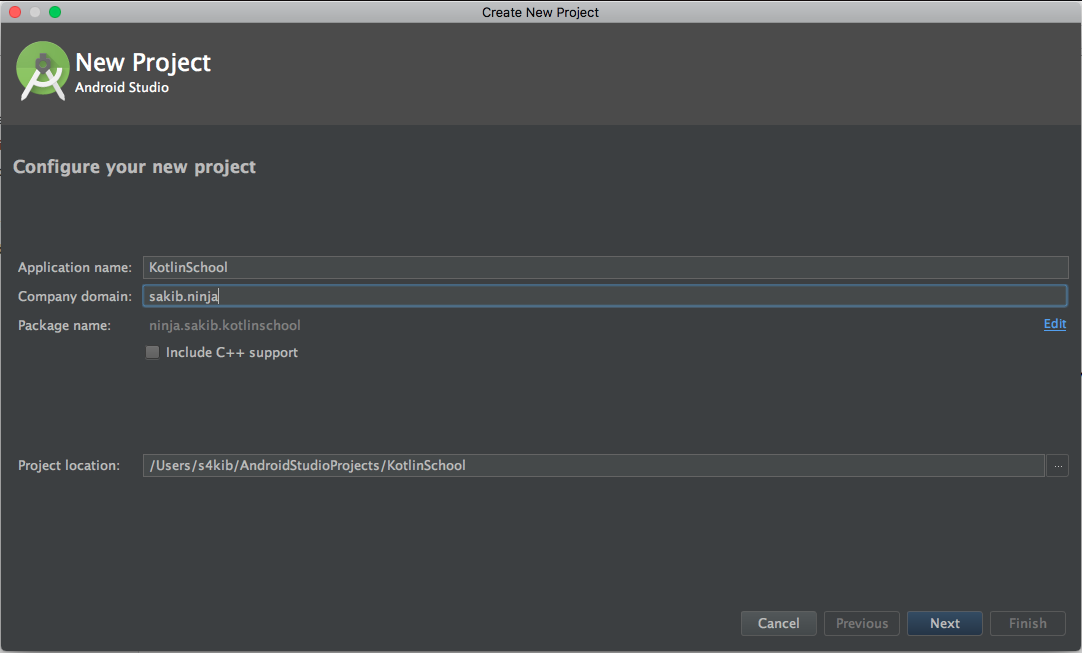 Create New Project
New Project
Android Studio
Configure your new project
Application name: KotlinSchool
Company domain: sakib.ninja
Package name: ninja.sakib.kotlinschool Edit
Include C++ support
Project location: /Users/s4kib/AndroidStudioProjects/KotlinSchool ...
Cancel Previous Next Finish